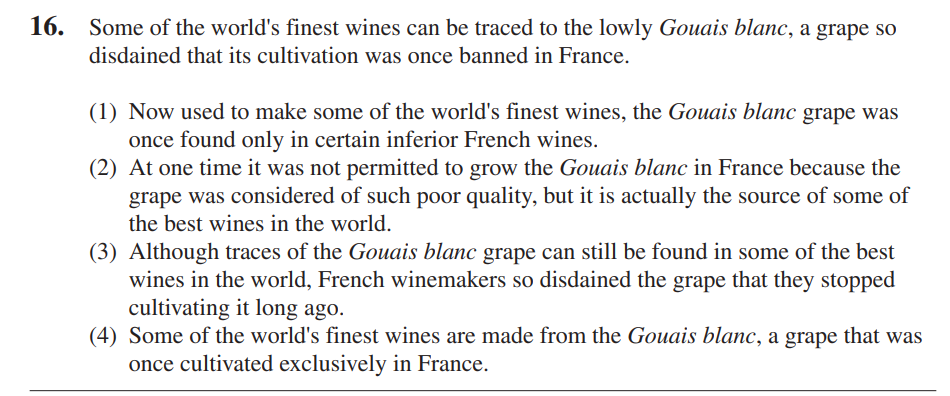 16. Some of the world's finest wines can be traced to the lowly Gouais blanc, a grape so
disdained that its cultivation was once banned in France.
(1) Now used to make some of the world's finest wines, the Gouais blanc grape was
once found only in certain inferior French wines.
(2) At one time it was not permitted to grow the Gouais blanc in France because the
grape was considered of such poor quality, but it is actually the source of some of
the best wines in the world.
(3) Although traces of the Gouais blanc grape can still be found in some of the best
wines in the world, French winemakers so disdained the grape that they stopped
cultivating it long ago.
(4) Some of the world's finest wines are made from the Gouais blanc, a grape that was
once cultivated exclusively in France.